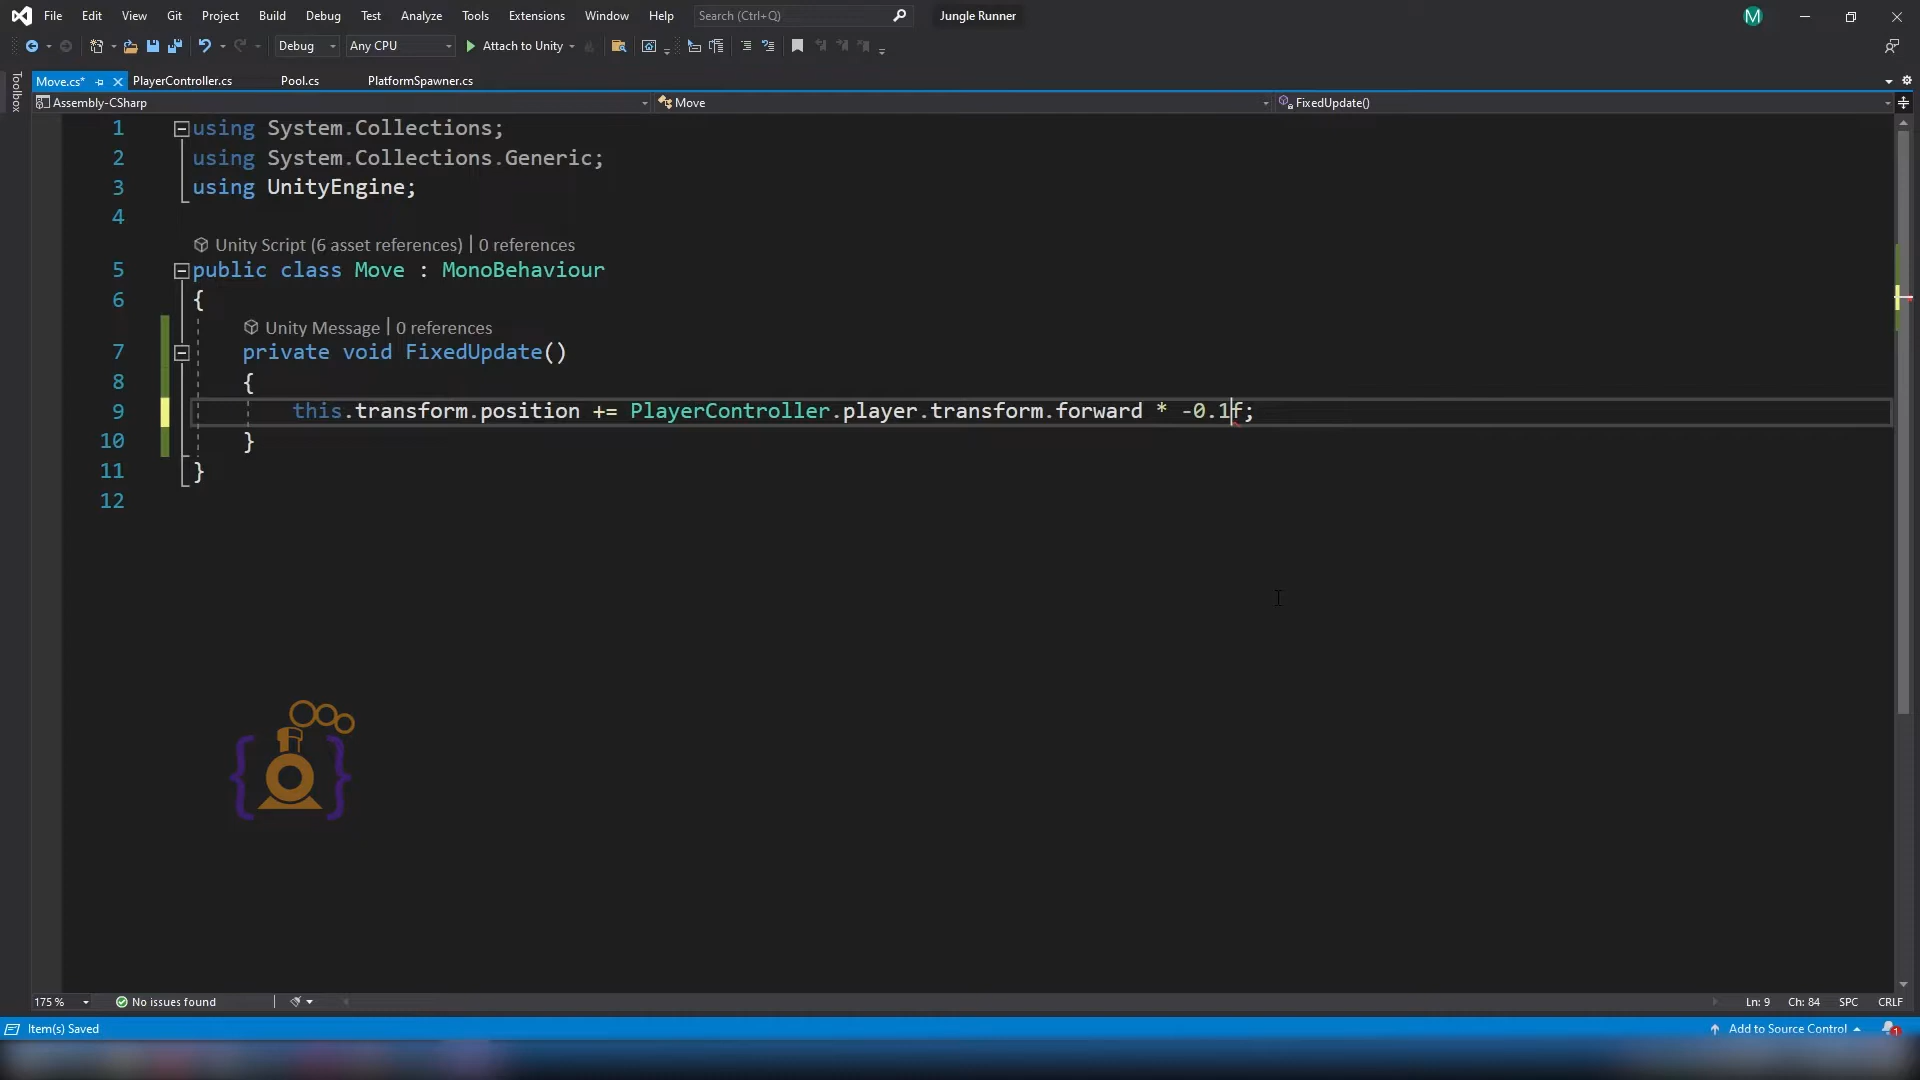 File Edit View Git Project Build Debug Test Analyze Tools Extensions Window Help Search (Ctrl+Q) Jungle Runner M
Debug Any CPU Attach to Unity
Toolbox
Move.cs* PlayerController.cs Pool.cs PlatformSpawner.cs
Assembly-CSharp Move FixedUpdate()
1 using System.Collections;
2 using System.Collections.Generic;
3 using UnityEngine;
4
Unity Script (6 asset references) | 0 references
5 public class Move : MonoBehaviour
6 {
Unity Message | 0 references
7 private void FixedUpdate()
8 {
9 this.transform.position += PlayerController.player.transform.forward * -0.1f;
10 }
11 }
12
175 % No issues found Ln: 9 Ch: 84 SPC CRLF
Item(s) Saved Add to Source Control 1